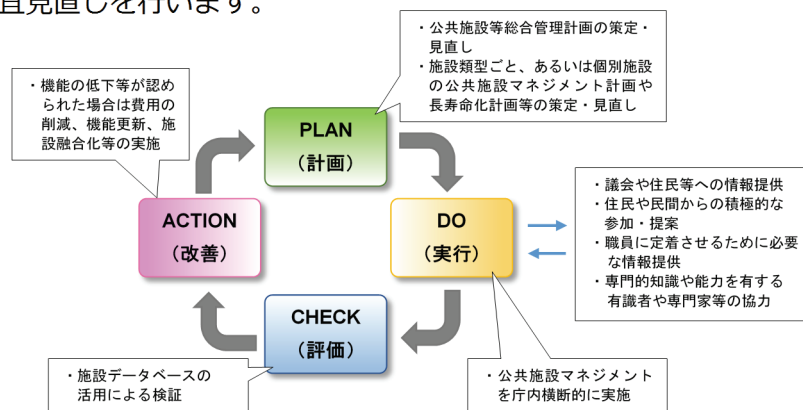 宜見直しを行います。
・公共施設等総合管理計画の策定・
見直し
・施設類型ごと、あるいは個別施設
の公共施設マネジメント計画や
長寿命化計画等の策定・見直し
・機能の低下等が認め
られた場合は費用の
削減、機能更新、施
設融合化等の実施
PLAN
（計画）
ACTION
（改善）
DO
（実行）
・議会や住民等への情報提供
・住民や民間からの積極的な
参加・提案
・職員に定着させるために必要
な情報提供
・専門的知識や能力を有する
有識者や専門家等の協力
CHECK
（評価）
・施設データベースの
活用による検証
・公共施設マネジメント
を庁内横断的に実施